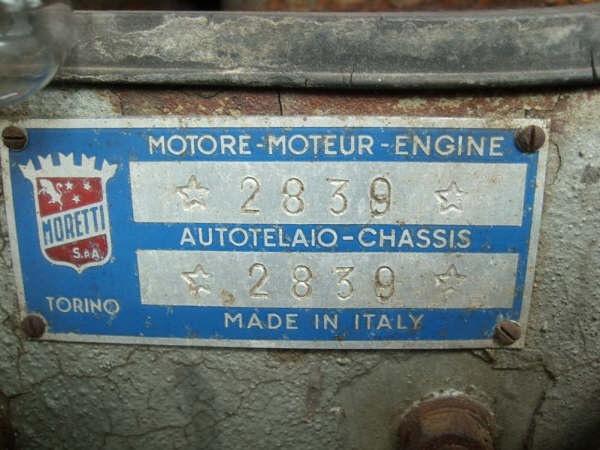 MOTORE-MOTEUR-ENGINE
☆ 2839 ☆
AUTOTELAIO-CHASSIS
☆ 2839 ☆
MADE IN ITALY
MORETTI
S.p.A.
TORINO